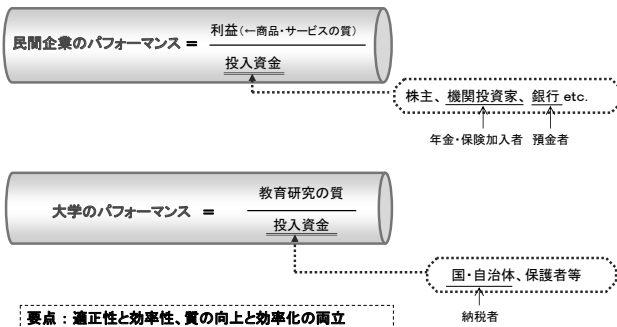 利益(←商品・サービスの質)
民間企業のパフォーマンス =
投入資金
株主、機関投資家、銀行 etc.
年金・保険加入者 預金者
教育研究の質
大学のパフォーマンス =
投入資金
国・自治体、保護者等
納税者
要点：適正性と効率性、質の向上と効率化の両立